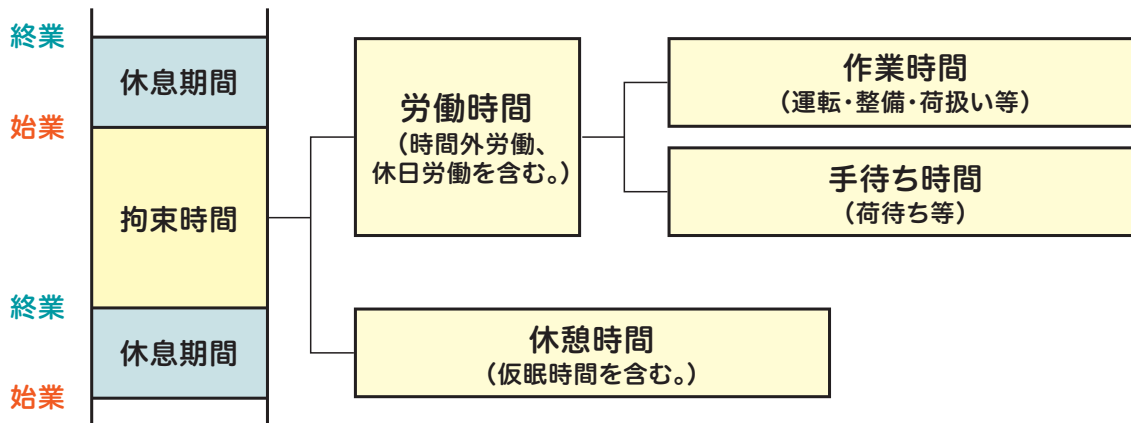 終業
休息期間
始業
拘束時間
終業
休息期間
始業
労働時間
（時間外労働、
休日労働を含む。）
作業時間
（運転・整備・荷扱い等）
手待ち時間
（荷待ち等）
休憩時間
（仮眠時間を含む。）